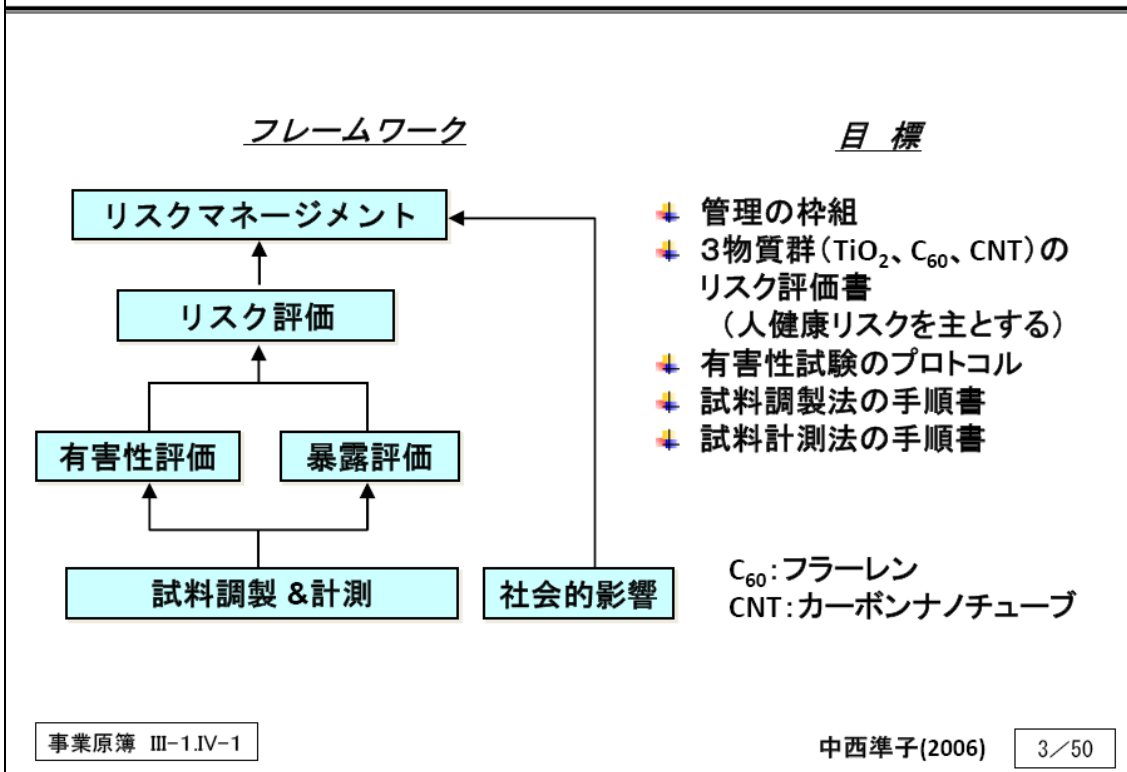 フレームワーク
リスクマネージメント
リスク評価
有害性評価
暴露評価
試料調製 &計測
社会的影響
目 標
管理の枠組
3物質群(TiO₂、C₆₀、CNT)の
リスク評価書
(人健康リスクを主とする)
有害性試験のプロトコル
試料調製法の手順書
試料計測法の手順書
C₆₀:フラーレン
CNT:カーボンナノチューブ
事業原簿 Ⅲ-1.Ⅳ-1
中西準子(2006)
3/50